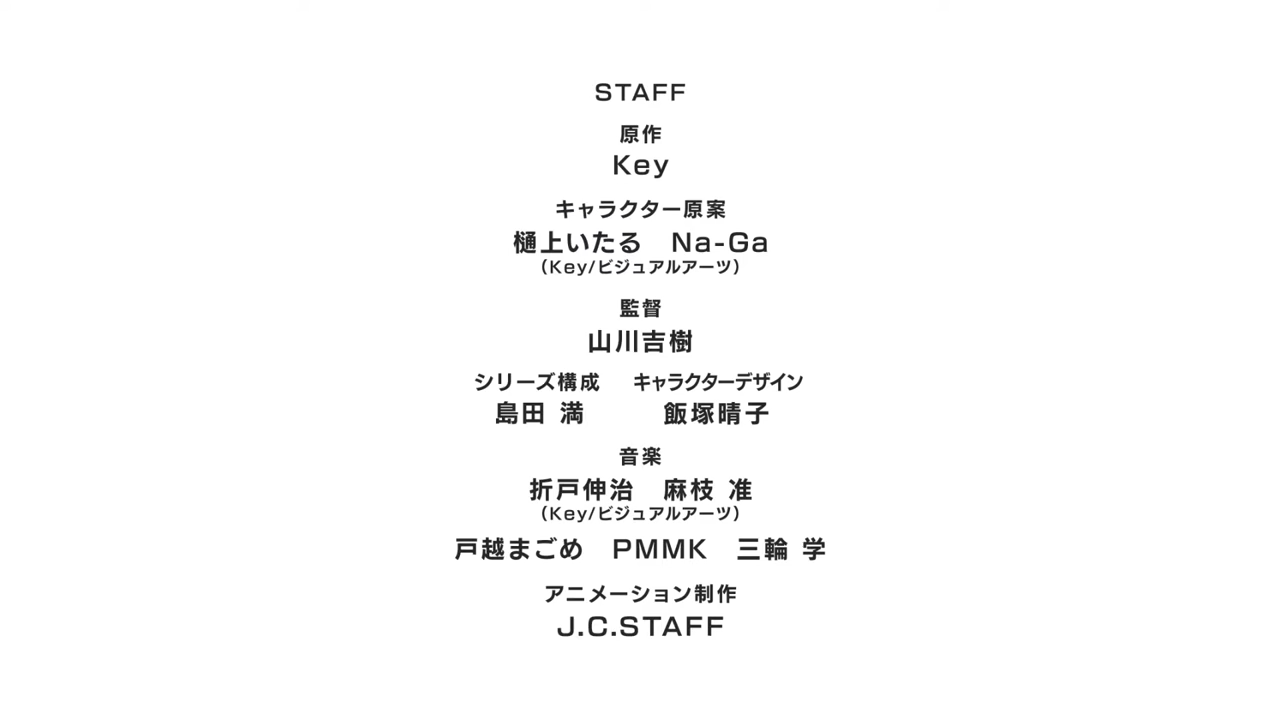 STAFF
原作
Key
キャラクター原案
樋上いたる　Na-Ga
（Key/ビジュアルアーツ）
監督
山川吉樹
シリーズ構成　キャラクターデザイン
島田 満　飯塚晴子
音楽
折戸伸治　麻枝 准
（Key/ビジュアルアーツ）
戸越まごめ　PMMK　三輪 学
アニメーション制作
J.C.STAFF